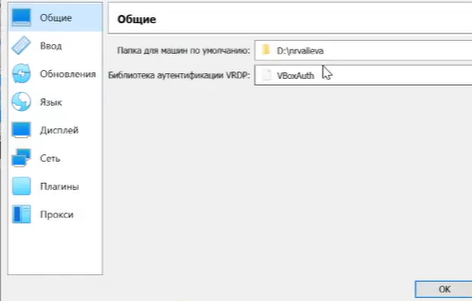 Общие
Общие
Папка для машин по умолчанию: D:\nrvalieva
Библиотека аутентификации VRDP: VBoxAuth
Ввод
Обновления
Язык
Дисплей
Сеть
Плагины
Прокси
OK